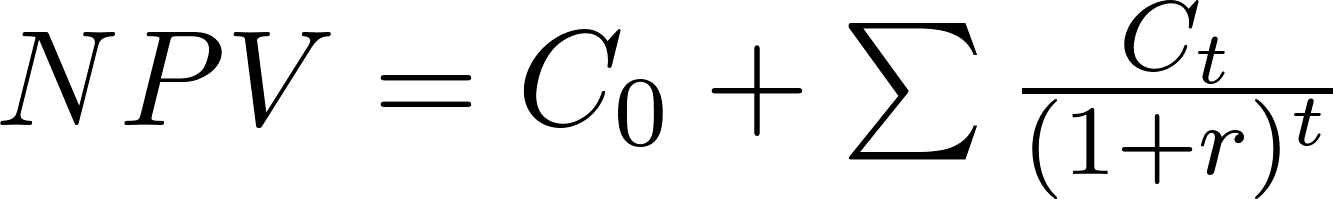 NPV = C_0 + \sum \frac{C_t}{(1+r)^t}